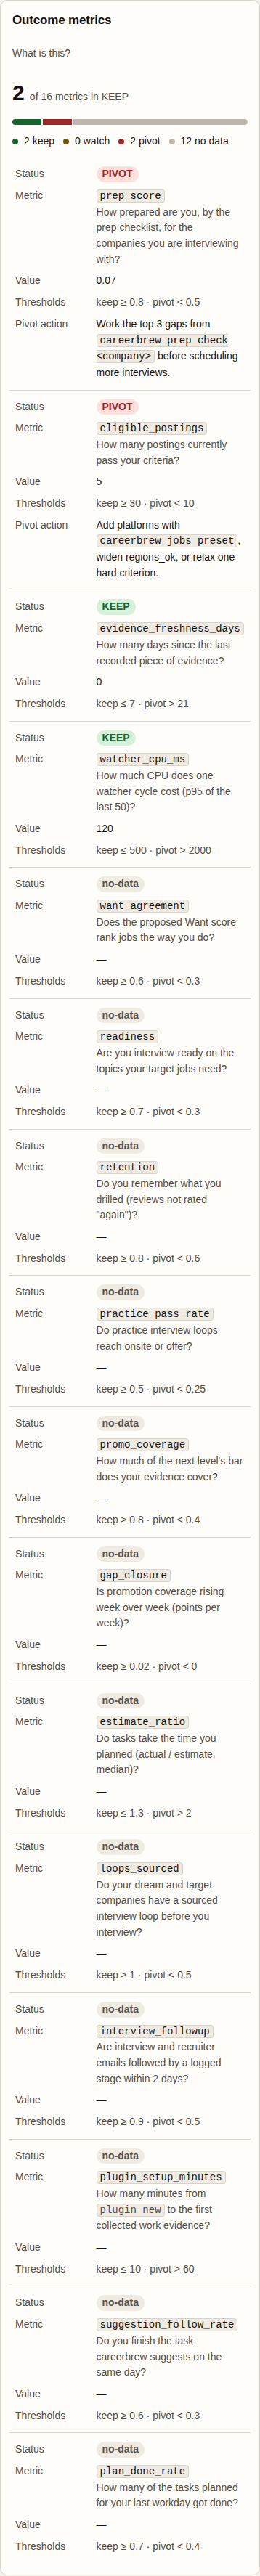 Outcome metrics
What is this?
2 of 16 metrics in KEEP
2 keep 0 watch 2 pivot 12 no data
Status PIVOT
Metric prep_score
How prepared are you, by the
prep checklist, for the
companies you are interviewing
with?
Value 0.07
Thresholds keep ≥ 0.8 · pivot < 0.5
Pivot action Work the top 3 gaps from
careerbrew prep check
<company> before scheduling
more interviews.
Status PIVOT
Metric eligible_postings
How many postings currently
pass your criteria?
Value 5
Thresholds keep ≥ 30 · pivot < 10
Pivot action Add platforms with
careerbrew jobs preset,
widen regions_ok, or relax one
hard criterion.
Status KEEP
Metric evidence_freshness_days
How many days since the last
recorded piece of evidence?
Value 0
Thresholds keep ≤ 7 · pivot > 21
Status KEEP
Metric watcher_cpu_ms
How much CPU does one
watcher cycle cost (p95 of the
last 50)?
Value 120
Thresholds keep ≤ 500 · pivot > 2000
Status no-data
Metric want_agreement
Does the proposed Want score
rank jobs the way you do?
Value —
Thresholds keep ≥ 0.6 · pivot < 0.3
Status no-data
Metric readiness
Are you interview-ready on the
topics your target jobs need?
Value —
Thresholds keep ≥ 0.7 · pivot < 0.3
Status no-data
Metric retention
Do you remember what you
drilled (reviews not rated
"again")?
Value —
Thresholds keep ≥ 0.8 · pivot < 0.6
Status no-data
Metric practice_pass_rate
Do practice interview loops
reach onsite or offer?
Value —
Thresholds keep ≥ 0.5 · pivot < 0.25
Status no-data
Metric promo_coverage
How much of the next level's bar
does your evidence cover?
Value —
Thresholds keep ≥ 0.8 · pivot < 0.4
Status no-data
Metric gap_closure
Is promotion coverage rising
week over week (points per
week)?
Value —
Thresholds keep ≥ 0.02 · pivot < 0
Status no-data
Metric estimate_ratio
Do tasks take the time you
planned (actual / estimate,
median)?
Value —
Thresholds keep ≤ 1.3 · pivot > 2
Status no-data
Metric loops_sourced
Do your dream and target
companies have a sourced
interview loop before you
interview?
Value —
Thresholds keep ≥ 1 · pivot < 0.5
Status no-data
Metric interview_followup
Are interview and recruiter
emails followed by a logged
stage within 2 days?
Value —
Thresholds keep ≥ 0.9 · pivot < 0.5
Status no-data
Metric plugin_setup_minutes
How many minutes from
plugin new to the first
collected work evidence?
Value —
Thresholds keep ≤ 10 · pivot > 60
Status no-data
Metric suggestion_follow_rate
Do you finish the task
careerbrew suggests on the
same day?
Value —
Thresholds keep ≥ 0.6 · pivot < 0.3
Status no-data
Metric plan_done_rate
How many of the tasks planned
for your last workday got done?
Value —
Thresholds keep ≥ 0.7 · pivot < 0.4